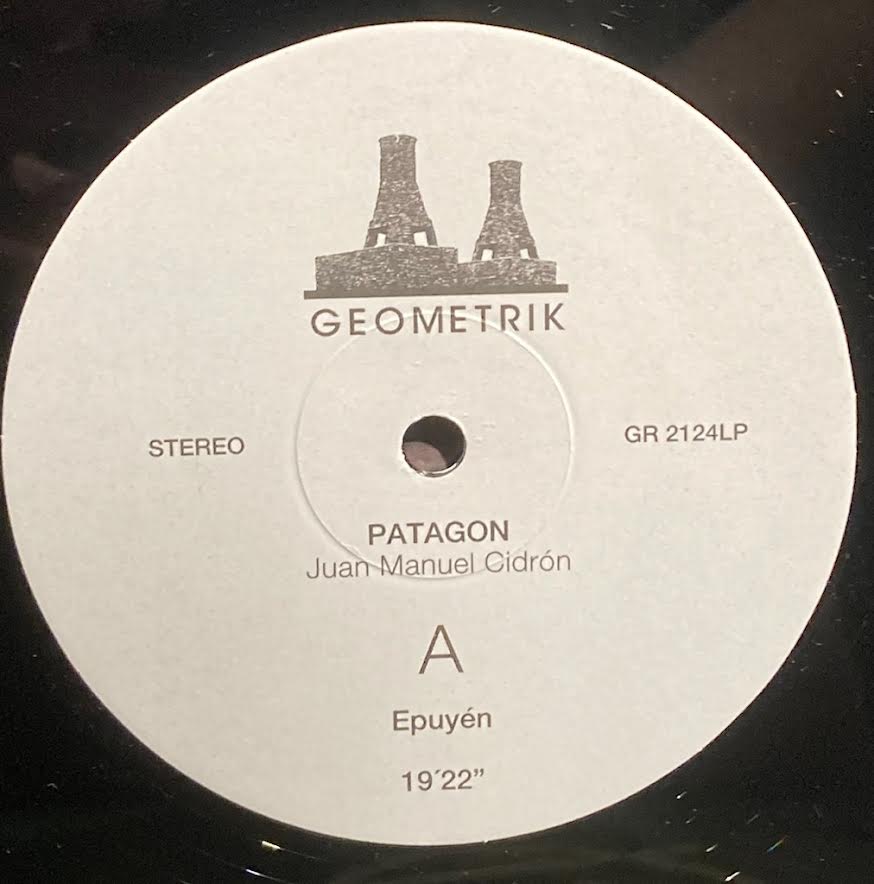 GEOMETRIK
STEREO
GR 2124LP
PATAGON
Juan Manuel Cidrón
A
Epuyén
19´22”